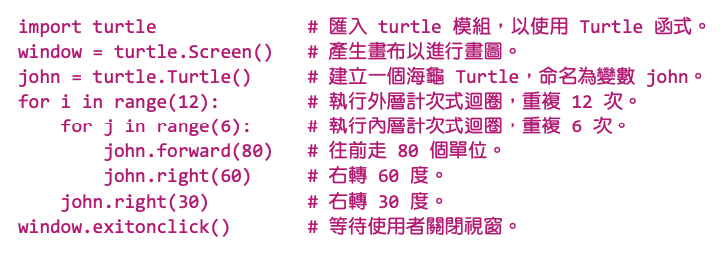 import turtle # 匯入 turtle 模組，以使用 Turtle 函式。
window = turtle.Screen() # 產生畫布以進行畫圖。
john = turtle.Turtle() # 建立一個海龜 Turtle，命名為變數 john。
for i in range(12): # 執行外層計次式迴圈，重複 12 次。
    for j in range(6): # 執行內層計次式迴圈，重複 6 次。
        john.forward(80) # 往前走 80 個單位。
        john.right(60) # 右轉 60 度。
    john.right(30) # 右轉 30 度。
window.exitonclick() # 等待使用者關閉視窗。